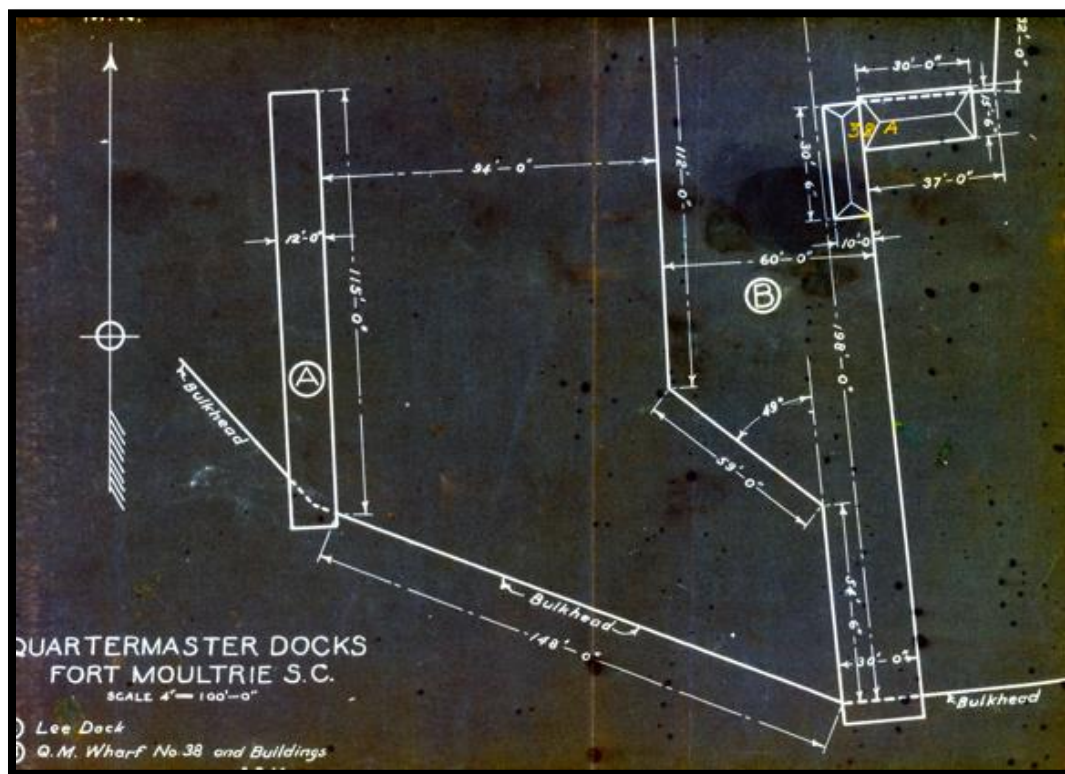 30'-0"
15'-6"
38 A
112'-0"
94'-0"
30'-6"
37'-0"
12'-0"
10'-0"
60'-0"
115'-0"
B
198'-0"
A
Bulkhead
49°
59'-0"
54'-6"
Bulkhead
148'-0"
30'-0"
Bulkhead
QUARTERMASTER DOCKS
FORT MOULTRIE S.C.
SCALE 4"=100'-0"
Lee Dock
Q.M. Wharf No 38 and Buildings